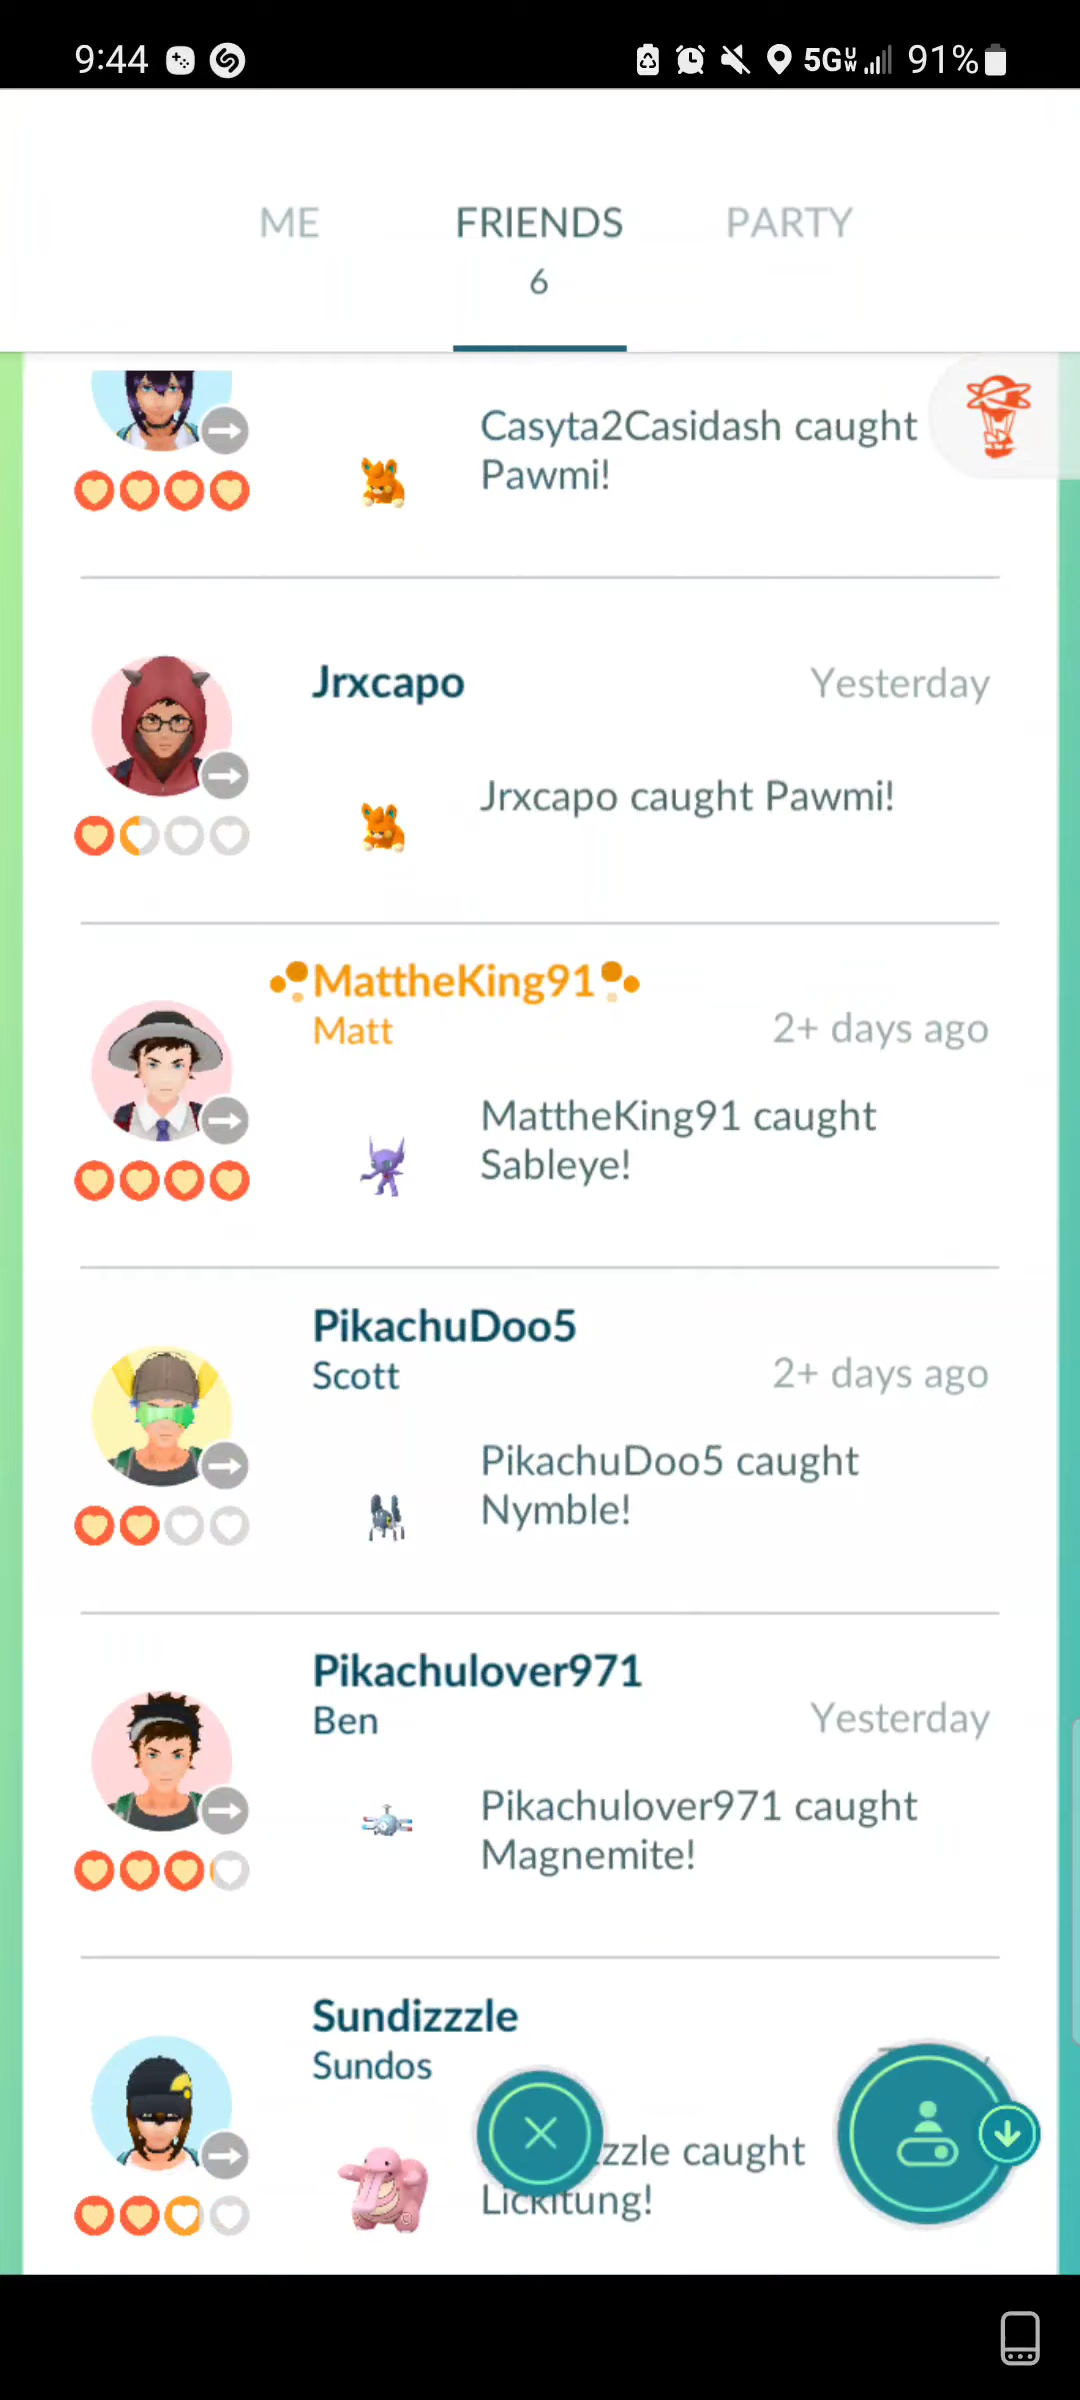 9:44
5G UW 91%
ME FRIENDS PARTY
6
Casyta2Casidash caught
Pawmi!
Jrxcapo Yesterday
Jrxcapo caught Pawmi!
MattheKing91
Matt 2+ days ago
MattheKing91 caught
Sableye!
PikachuDoo5
Scott 2+ days ago
PikachuDoo5 caught
Nymble!
Pikachulover971
Ben Yesterday
Pikachulover971 caught
Magnemite!
Sundizzzle
Sundos
zzle caught
Lickitung!